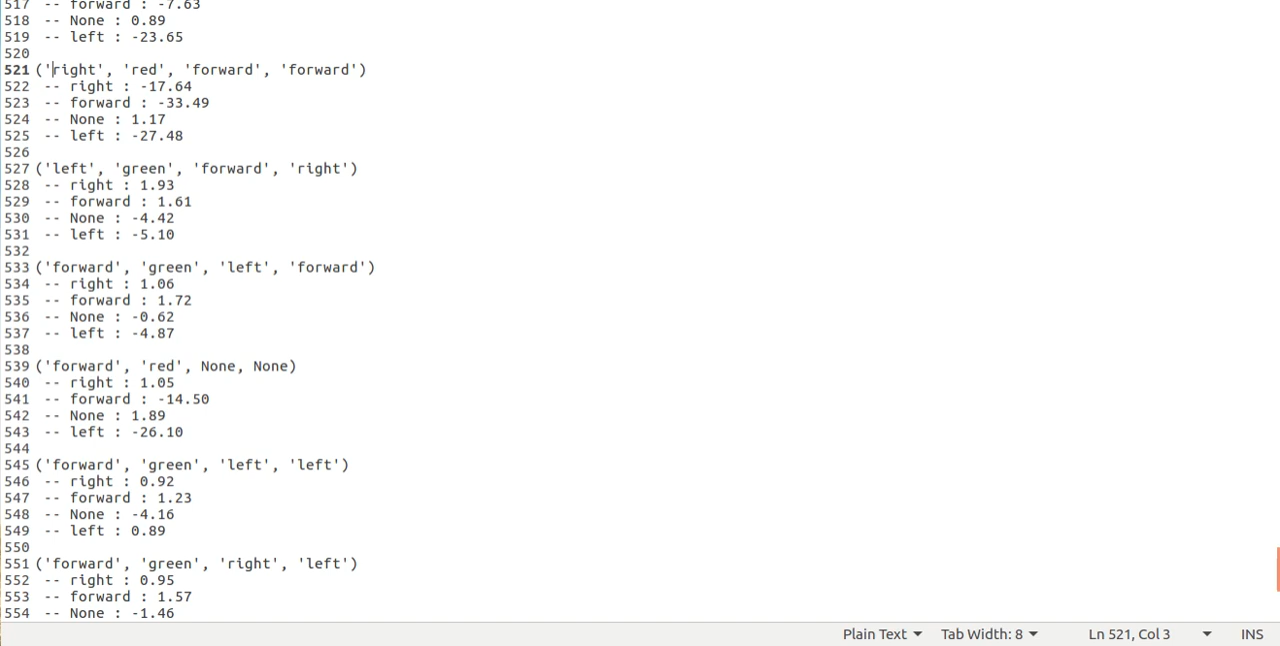 517 -- forward : -7.63
518 -- None : 0.89
519 -- left : -23.65
520
521 ('right', 'red', 'forward', 'forward')
522 -- right : -17.64
523 -- forward : -33.49
524 -- None : 1.17
525 -- left : -27.48
526
527 ('left', 'green', 'forward', 'right')
528 -- right : 1.93
529 -- forward : 1.61
530 -- None : -4.42
531 -- left : -5.10
532
533 ('forward', 'green', 'left', 'forward')
534 -- right : 1.06
535 -- forward : 1.72
536 -- None : -0.62
537 -- left : -4.87
538
539 ('forward', 'red', None, None)
540 -- right : 1.05
541 -- forward : -14.50
542 -- None : 1.89
543 -- left : -26.10
544
545 ('forward', 'green', 'left', 'left')
546 -- right : 0.92
547 -- forward : 1.23
548 -- None : -4.16
549 -- left : 0.89
550
551 ('forward', 'green', 'right', 'left')
552 -- right : 0.95
553 -- forward : 1.57
554 -- None : -1.46
Plain Text Tab Width: 8 Ln 521, Col 3 INS